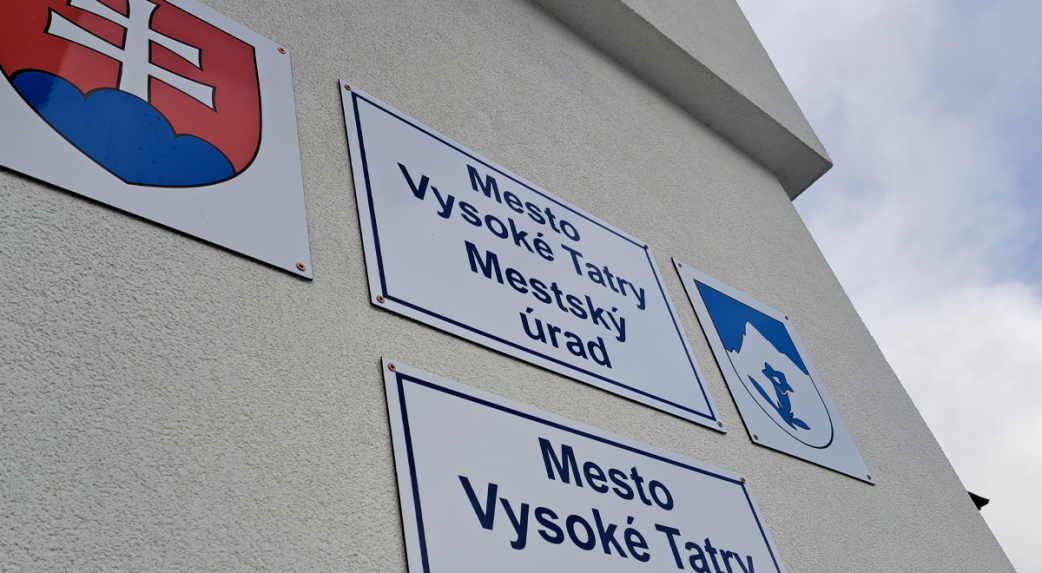 Mesto
Vysoké Tatry
Mestský
úrad
Mesto
Vysoké Tatry